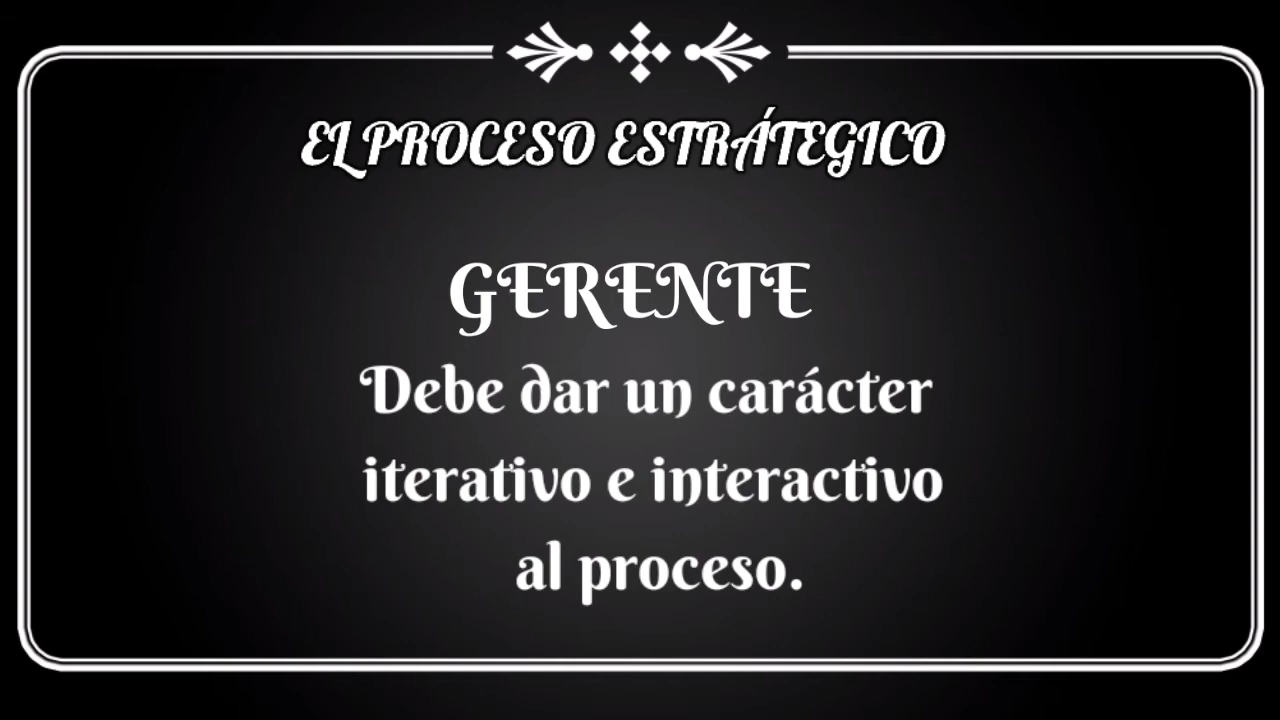 EL PROCESO ESTRÁTEGICO
GERENTE
Debe dar un carácter
iterativo e interactivo
al proceso.